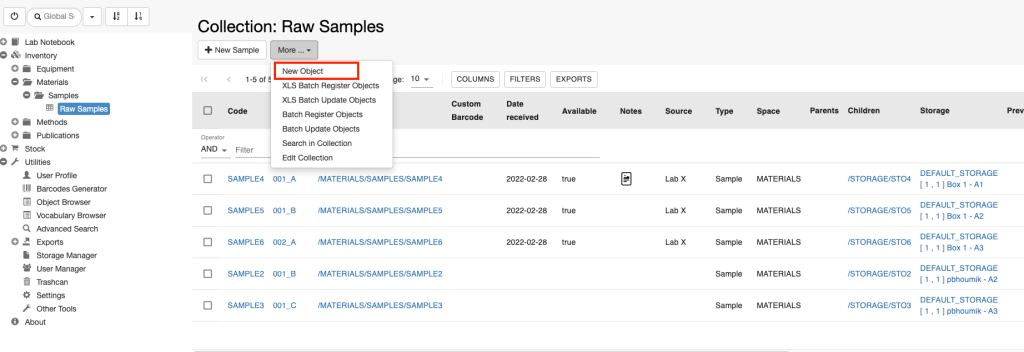 Global S
Collection: Raw Samples
Lab Notebook
Inventory
Equipment
Materials
Samples
Raw Samples
Methods
Publications
Stock
Utilities
User Profile
Barcodes Generator
Object Browser
Vocabulary Browser
Advanced Search
Exports
Storage Manager
User Manager
Trashcan
Settings
Other Tools
About
+ New Sample More ...
New Object
XLS Batch Register Objects
XLS Batch Update Objects
Batch Register Objects
Batch Update Objects
Search in Collection
Edit Collection
1-5 of 5 ge: 10 COLUMNS FILTERS EXPORTS
Code Custom Barcode Date received Available Notes Source Type Space Parents Children Storage Prev
Operator
AND Filter
SAMPLE4 001_A /MATERIALS/SAMPLES/SAMPLE4 2022-02-28 true Lab X Sample MATERIALS /STORAGE/STO4 DEFAULT_STORAGE
[ 1 , 1 ] Box 1 - A1
SAMPLE5 001_B /MATERIALS/SAMPLES/SAMPLE5 2022-02-28 true Lab X Sample MATERIALS /STORAGE/STO5 DEFAULT_STORAGE
[ 1 , 1 ] Box 1 - A2
SAMPLE6 002_A /MATERIALS/SAMPLES/SAMPLE6 2022-02-28 true Lab X Sample MATERIALS /STORAGE/STO6 DEFAULT_STORAGE
[ 1 , 1 ] Box 1 - A3
SAMPLE2 001_B /MATERIALS/SAMPLES/SAMPLE2 Sample MATERIALS /STORAGE/STO2 DEFAULT_STORAGE
[ 1 , 1 ] pbhoumik - A2
SAMPLE3 001_C /MATERIALS/SAMPLES/SAMPLE3 Sample MATERIALS /STORAGE/STO3 DEFAULT_STORAGE
[ 1 , 1 ] pbhoumik - A3